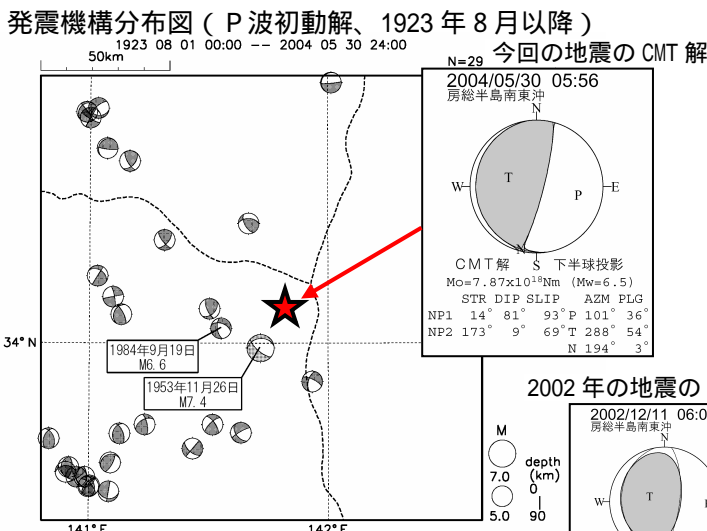 発震機構分布図(P波初動解、1923年8月以降)
1923 08 01 00:00 -- 2004 05 30 24:00
50km
N=29
今回の地震の CMT 解
2004/05/30 05:56
房総半島南東沖
N
T
W
E
P
N
CMT解 S 下半球投影
Mo=7.87x10¹⁸Nm (Mw=6.5)
STR DIP SLIP AZM PLG
NP1 14° 81° 93° P 101° 36°
NP2 173° 9° 69° T 288° 54°
N 194° 3°
34°N
1984年9月19日
M6.6
1953年11月26日
M7.4
2002 年の地震の
2002/12/11 06:0
房総半島南東沖
N
T
W
M
7.0
5.0
depth
(km)
0
90
141°E
142°E